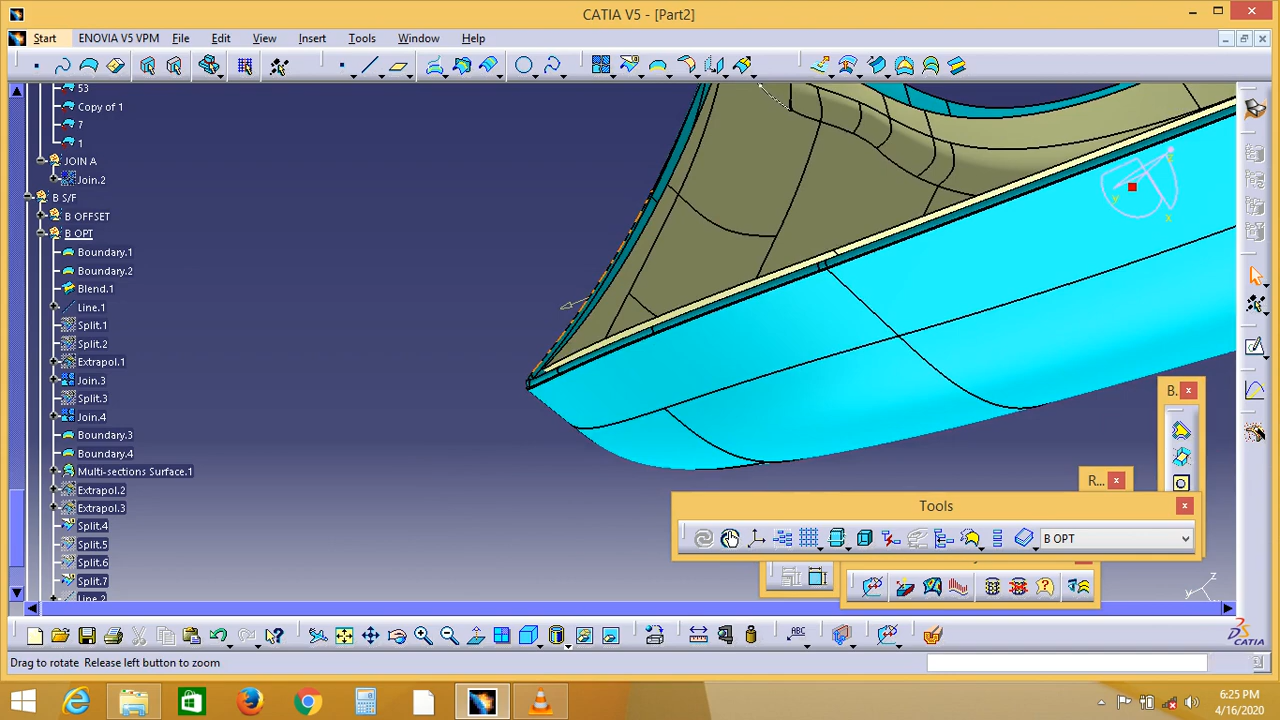 CATIA V5 - [Part2]
Start ENOVIA V5 VPM File Edit View Insert Tools Window Help
53
Copy of 1
7
1
JOIN A
Join.2
B S/F
B OFFSET
B OPT
Boundary.1
Boundary.2
Blend.1
Line.1
Split.1
Split.2
Extrapol.1
Join.3
Split.3
Join.4
Boundary.3
Boundary.4
Multi-sections Surface.1
Extrapol.2
Extrapol.3
Split.4
Split.5
Split.6
Split.7
Line.2
z
y
x
B.
R...
Tools
B OPT
z
y
x
ABC
DS CATIA
Drag to rotate Release left button to zoom
6:25 PM
4/16/2020